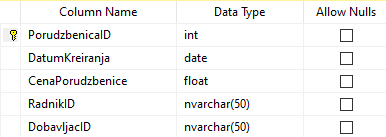 Column Name Data Type Allow Nulls
PorudzbenicaID int
DatumKreiranja date
CenaPorudzbenice float
RadnikID nvarchar(50)
DobavljacID nvarchar(50)